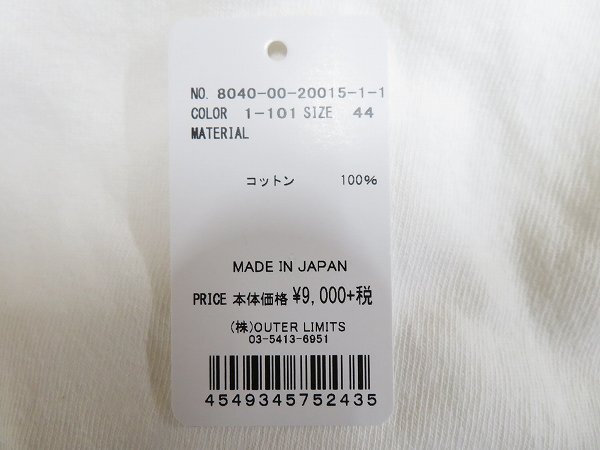 NO. 8040-00-20015-1-1
COLOR 1-101 SIZE 44
MATERIAL
コットン 100%
MADE IN JAPAN
PRICE 本体価格 ¥9,000+税
(株)OUTER LIMITS
03-5413-6951
4549345752435